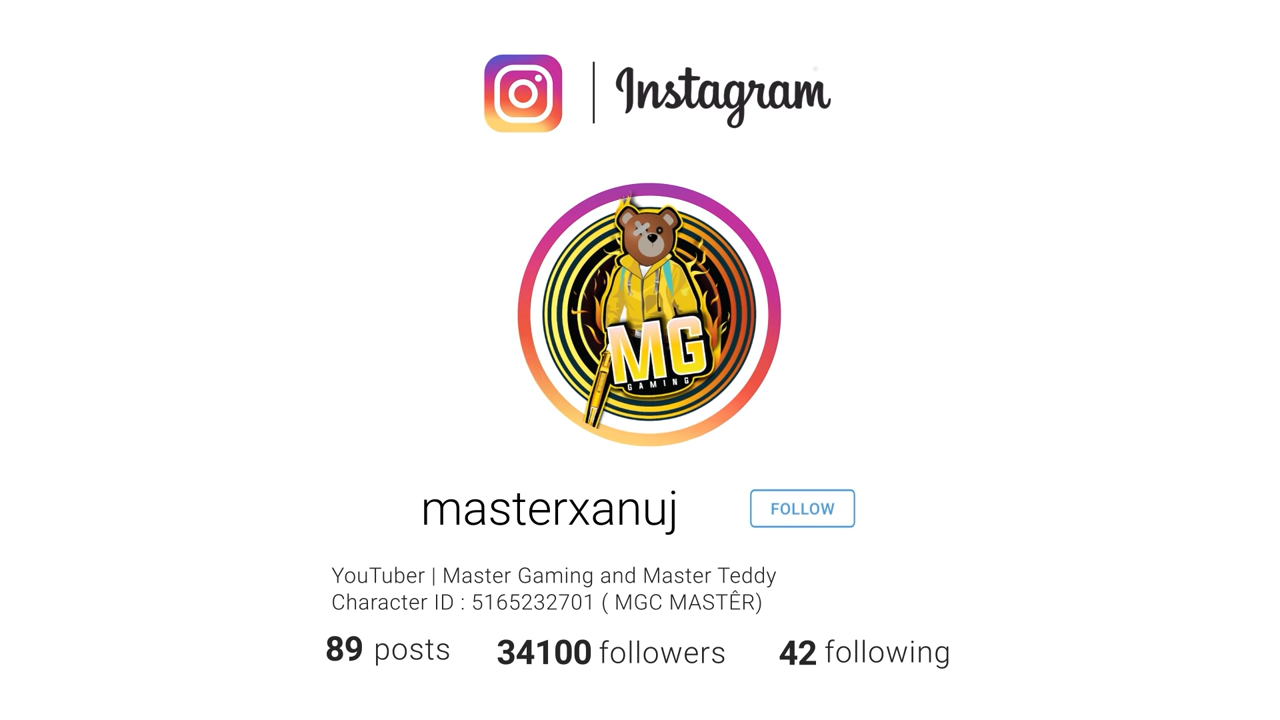 Instagram
MG
GAMING
masterxanuj
FOLLOW
YouTuber | Master Gaming and Master Teddy
Character ID : 5165232701 ( MGC MASTÊR)
89 posts 34100 followers 42 following